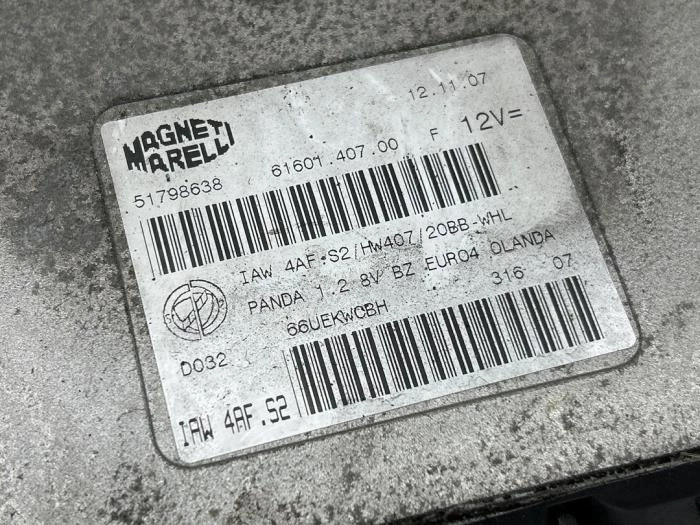 12.11.07
MAGNETI
MARELLI
51798638 61601.407.00 F 12V=
IAW 4AF.S2/HW407/20BB-WHL
PANDA 1.2 8V BZ EURO4 OLANDA
66UEKWCBH 316 07
D032
IAW 4AF.S2